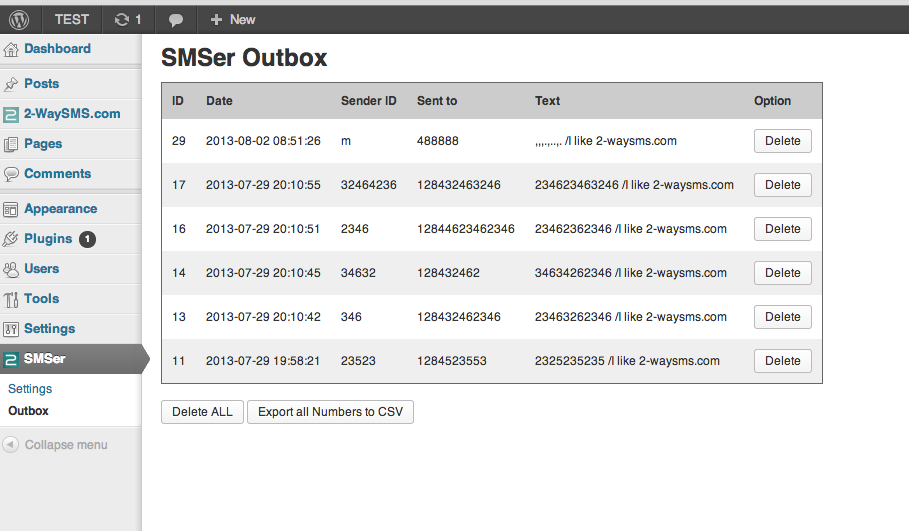 TEST 1 + New
Dashboard
Posts
2-WaySMS.com
Pages
Comments
Appearance
Plugins 1
Users
Tools
Settings
SMSer
Settings
Outbox
Collapse menu
SMSer Outbox
ID Date Sender ID Sent to Text Option
29 2013-08-02 08:51:26 m 488888 ,,,.,..,. /I like 2-waysms.com Delete
17 2013-07-29 20:10:55 32464236 128432463246 234623463246 /I like 2-waysms.com Delete
16 2013-07-29 20:10:51 2346 12844623462346 23462362346 /I like 2-waysms.com Delete
14 2013-07-29 20:10:45 34632 128432462 34634262346 /I like 2-waysms.com Delete
13 2013-07-29 20:10:42 346 128432462346 23463262346 /I like 2-waysms.com Delete
11 2013-07-29 19:58:21 23523 1284523553 2325235235 /I like 2-waysms.com Delete
Delete ALL Export all Numbers to CSV